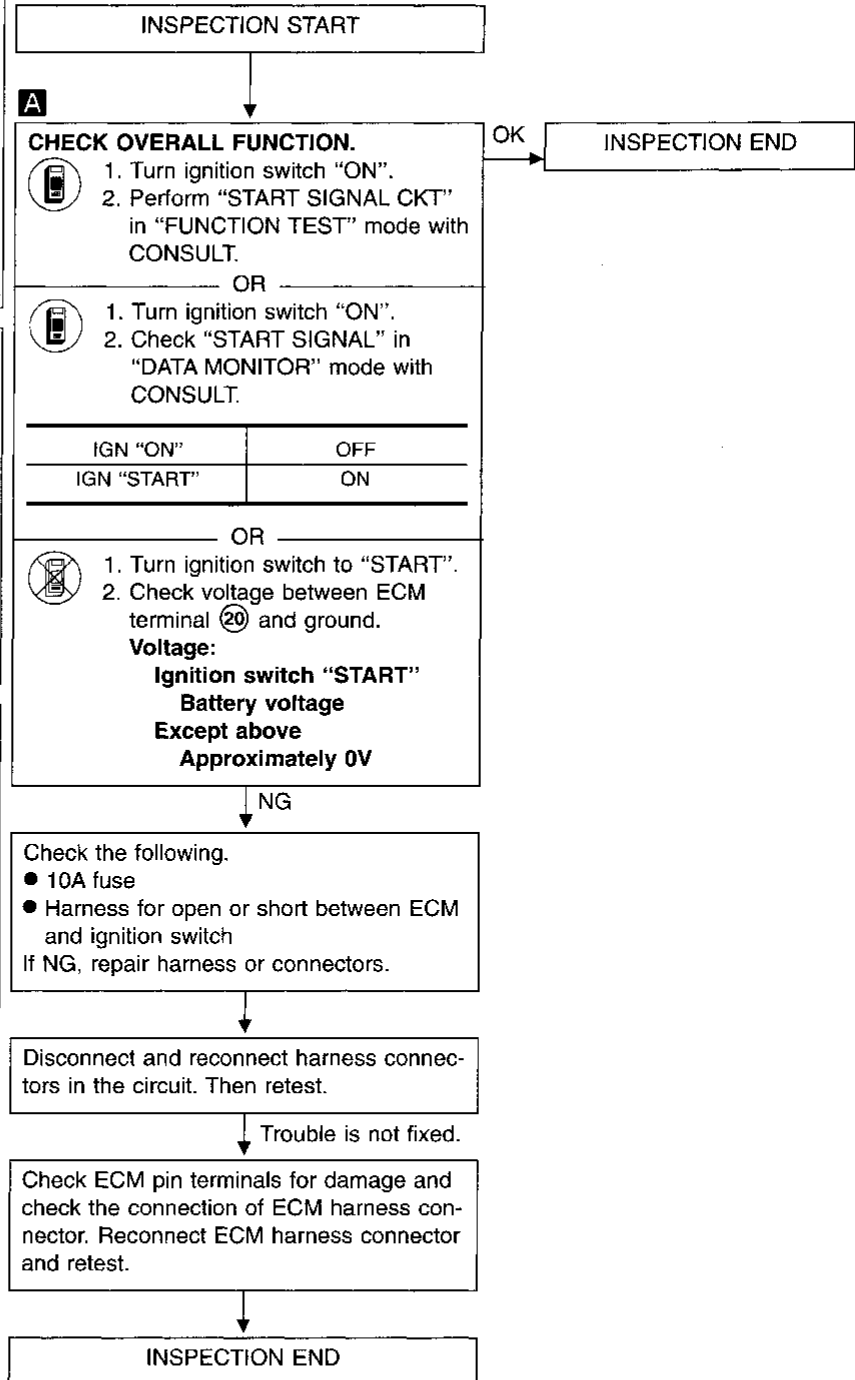 INSPECTION START
A
CHECK OVERALL FUNCTION.
1. Turn ignition switch “ON”.
2. Perform “START SIGNAL CKT”
in “FUNCTION TEST” mode with
CONSULT.
OR
1. Turn ignition switch “ON”.
2. Check “START SIGNAL” in
“DATA MONITOR” mode with
CONSULT.
IGN “ON” OFF
IGN “START” ON
OR
1. Turn ignition switch to “START”.
2. Check voltage between ECM
terminal 20 and ground.
Voltage:
Ignition switch “START”
Battery voltage
Except above
Approximately 0V
OK
INSPECTION END
NG
Check the following.
● 10A fuse
● Harness for open or short between ECM
and ignition switch
If NG, repair harness or connectors.
Disconnect and reconnect harness connec-
tors in the circuit. Then retest.
Trouble is not fixed.
Check ECM pin terminals for damage and
check the connection of ECM harness con-
nector. Reconnect ECM harness connector
and retest.
INSPECTION END